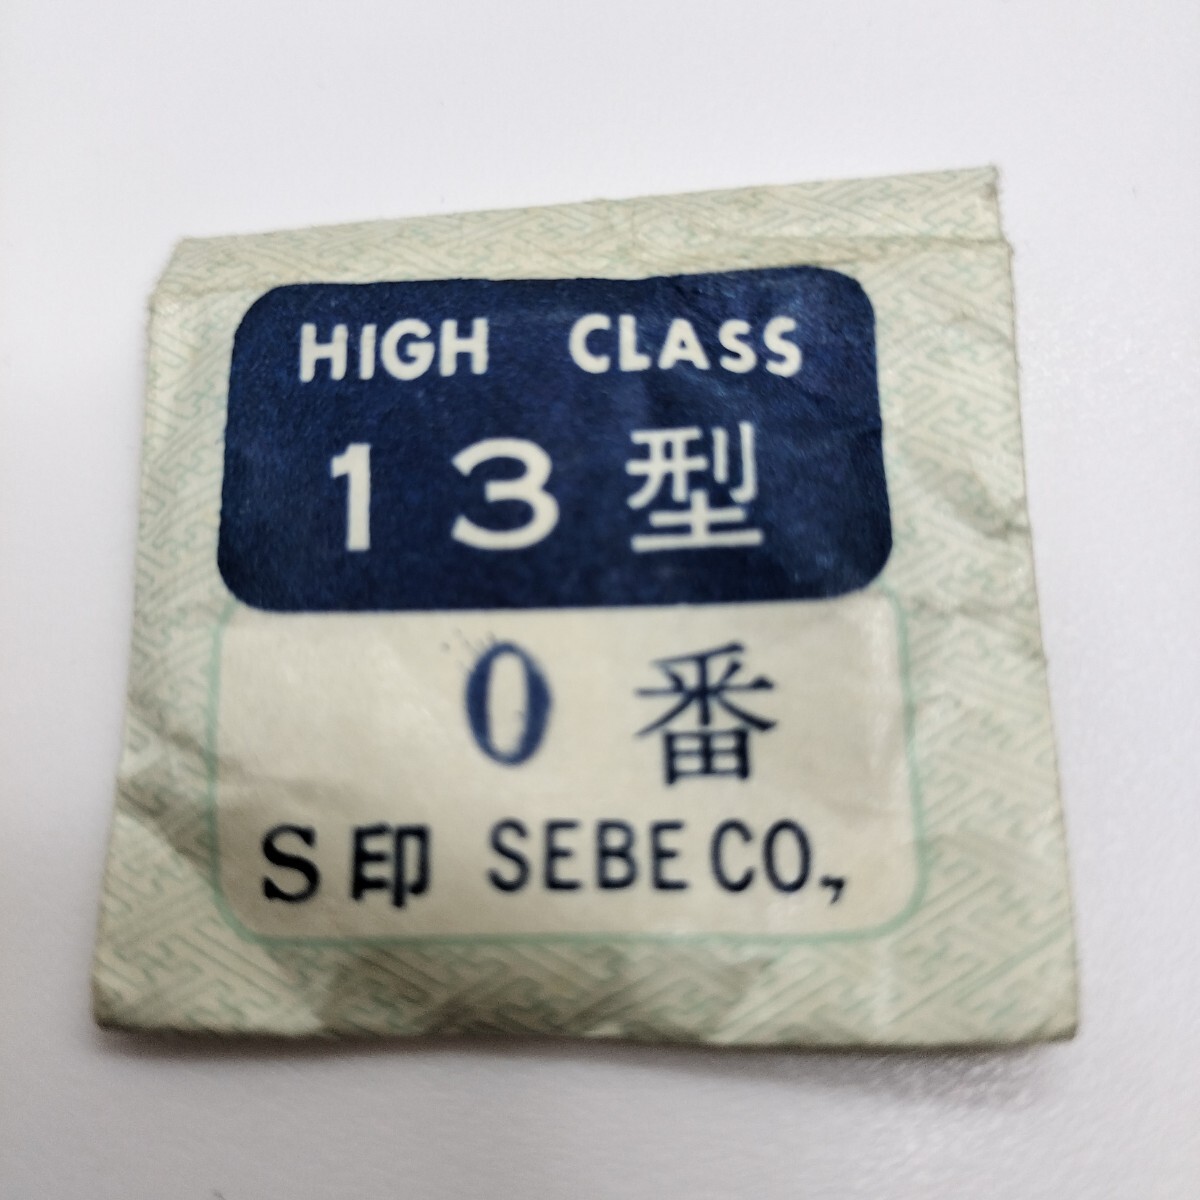 HIGH CLASS
13型
0番
S印 SEBE CO,